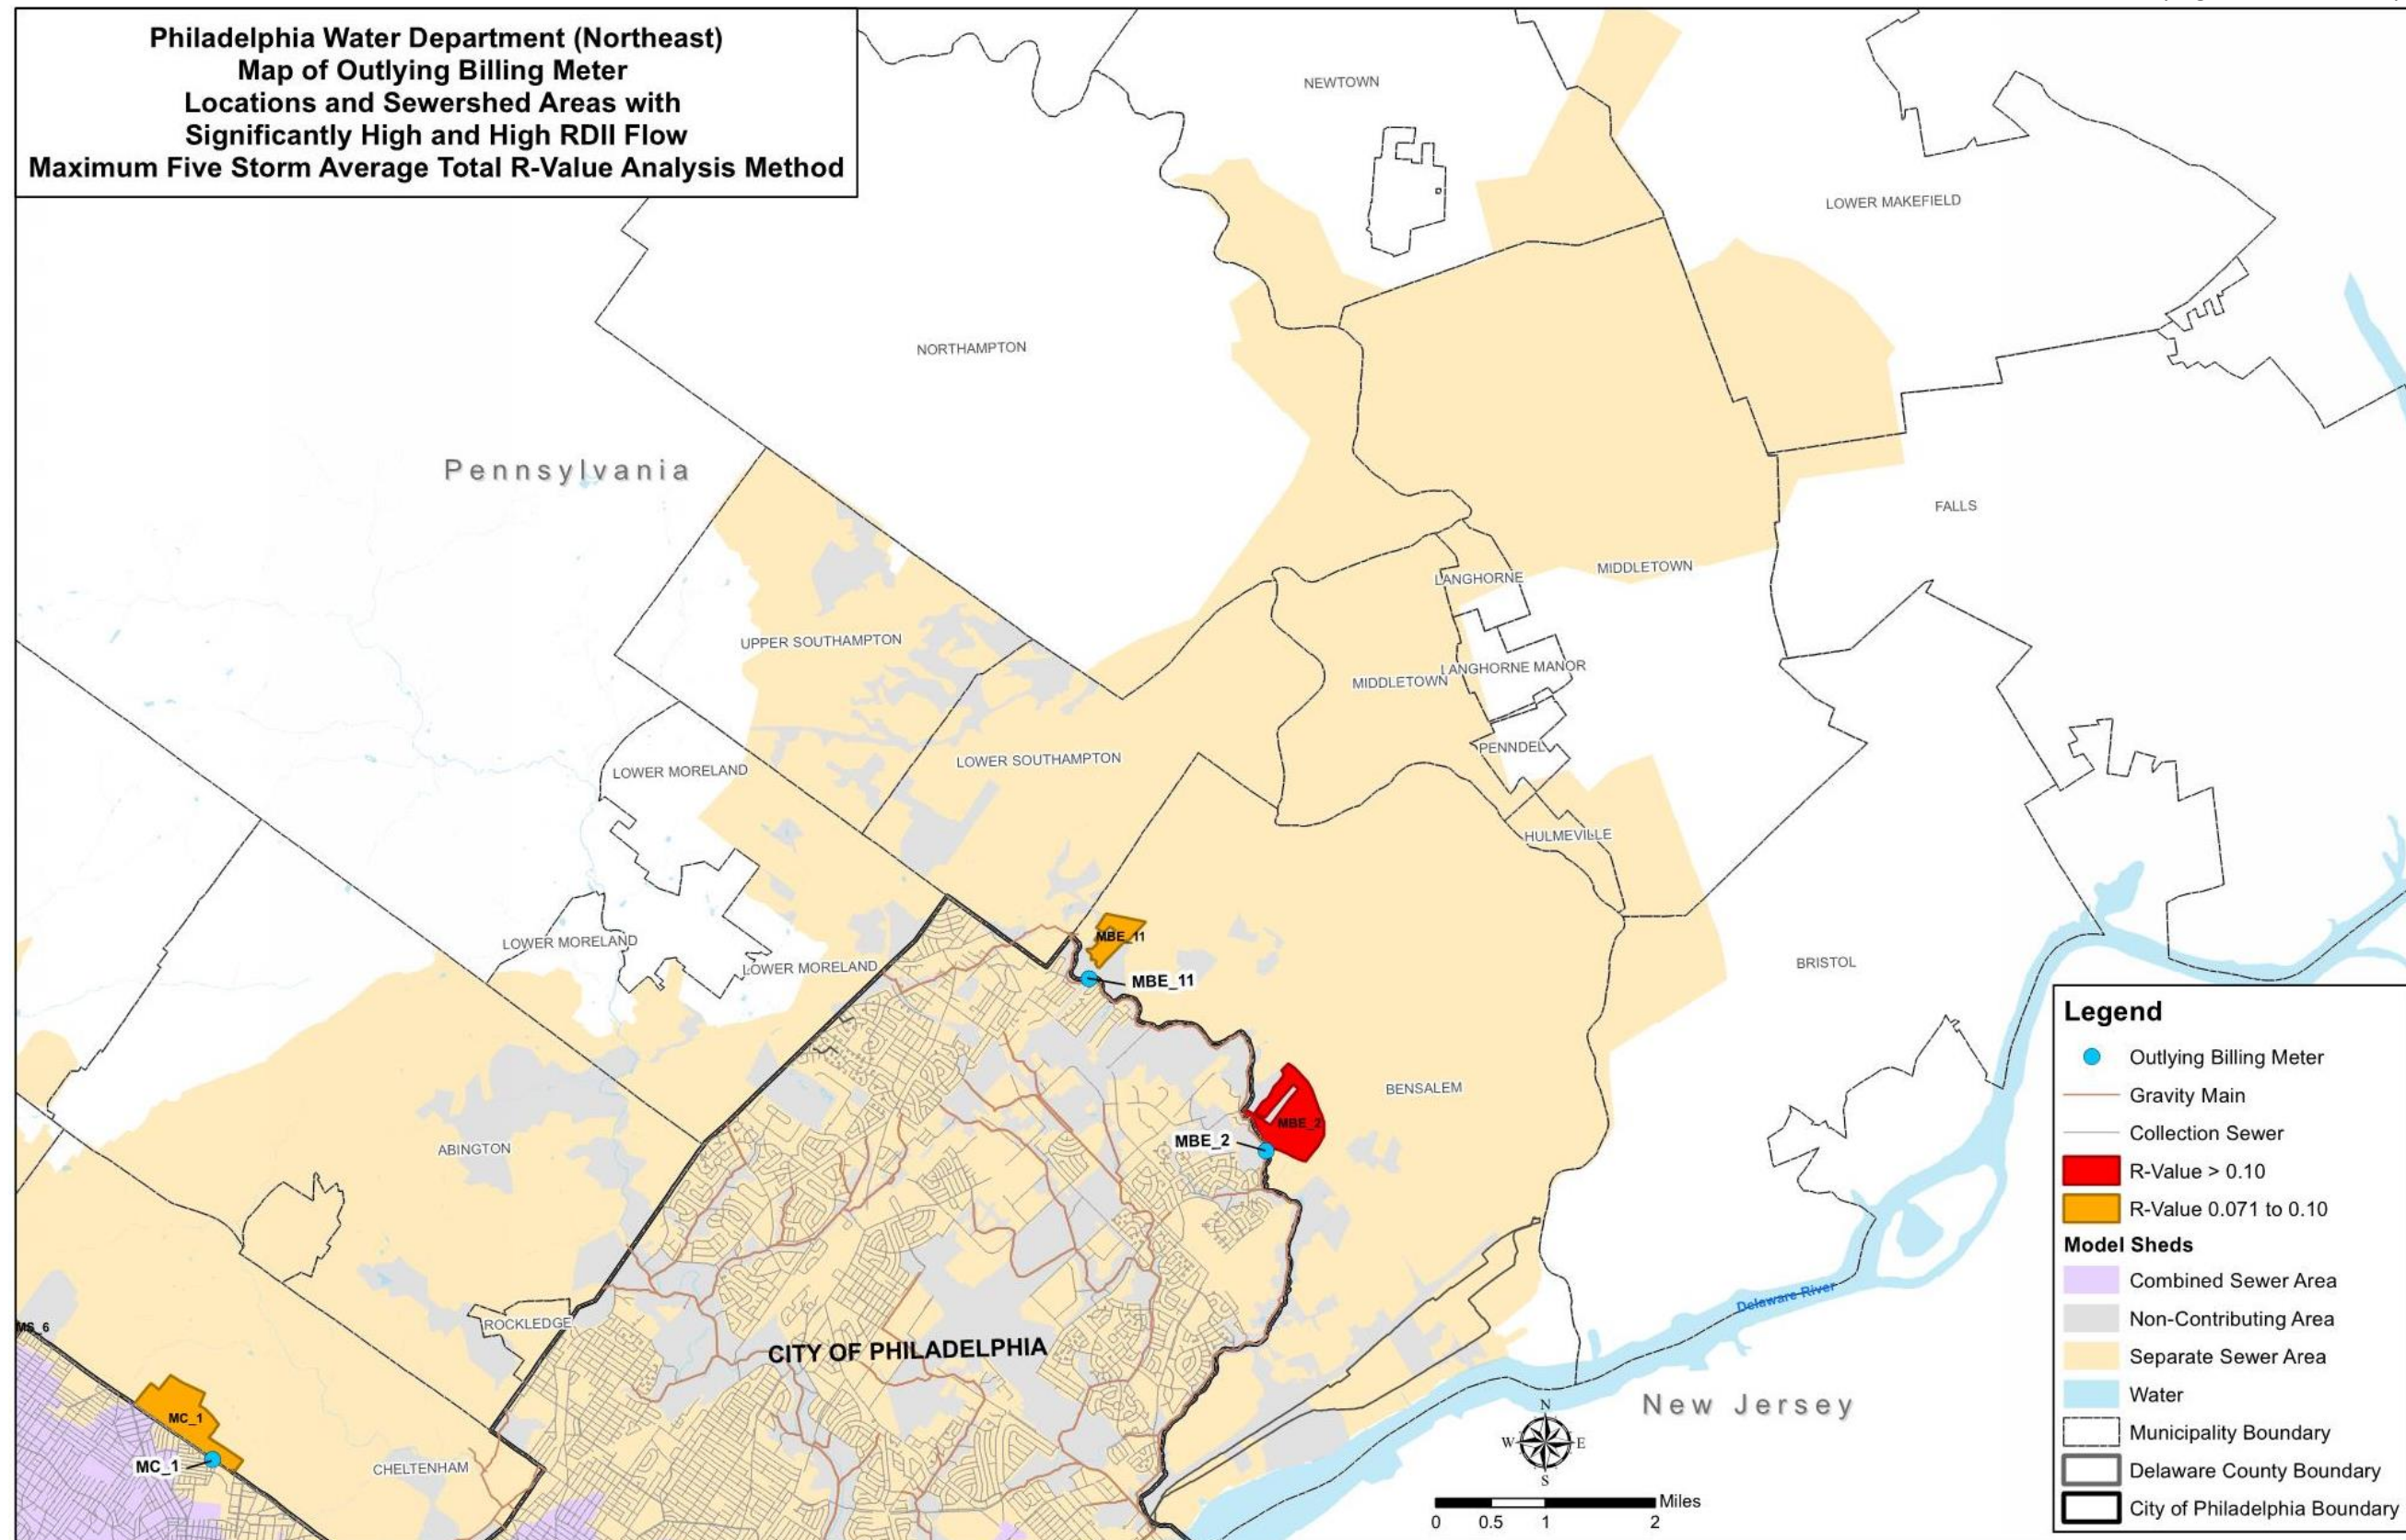 Philadelphia Water Department (Northeast)
Map of Outlying Billing Meter
Locations and Sewershed Areas with
Significantly High and High RDII Flow
Maximum Five Storm Average Total R-Value Analysis Method
NEWTOWN
LOWER MAKEFIELD
NORTHAMPTON
Pennsylvania
FALLS
LANGHORNE
MIDDLETOWN
UPPER SOUTHAMPTON
LANGHORNE MANOR
MIDDLETOWN
PENNDEL
LOWER SOUTHAMPTON
LOWER MORELAND
HULMEVILLE
LOWER MORELAND
MBE_11
LOWER MORELAND
BRISTOL
MBE_11
BENSALEM
MBE_2
MBE_2
ABINGTON
Delaware River
MS_6
ROCKLEDGE
CITY OF PHILADELPHIA
New Jersey
MC_1
MC_1
CHELTENHAM
N
W
E
S
Miles
0 0.5 1 2
Legend
Outlying Billing Meter
Gravity Main
Collection Sewer
R-Value > 0.10
R-Value 0.071 to 0.10
Model Sheds
Combined Sewer Area
Non-Contributing Area
Separate Sewer Area
Water
Municipality Boundary
Delaware County Boundary
City of Philadelphia Boundary